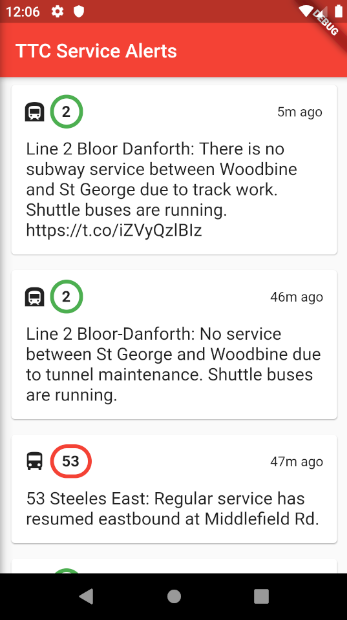 12:06
DEBUG
TTC Service Alerts
2
5m ago
Line 2 Bloor Danforth: There is no
subway service between Woodbine
and St George due to track work.
Shuttle buses are running.
https://t.co/iZVyQzlBIz
2
46m ago
Line 2 Bloor-Danforth: No service
between St George and Woodbine due
to tunnel maintenance. Shuttle buses
are running.
53
47m ago
53 Steeles East: Regular service has
resumed eastbound at Middlefield Rd.